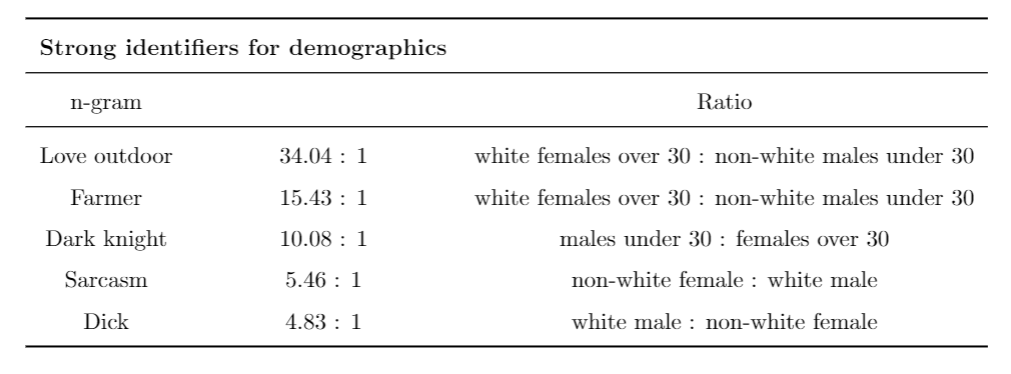 Strong identifiers for demographics
n-gram Ratio
Love outdoor 34.04 : 1 white females over 30 : non-white males under 30
Farmer 15.43 : 1 white females over 30 : non-white males under 30
Dark knight 10.08 : 1 males under 30 : females over 30
Sarcasm 5.46 : 1 non-white female : white male
Dick 4.83 : 1 white male : non-white female